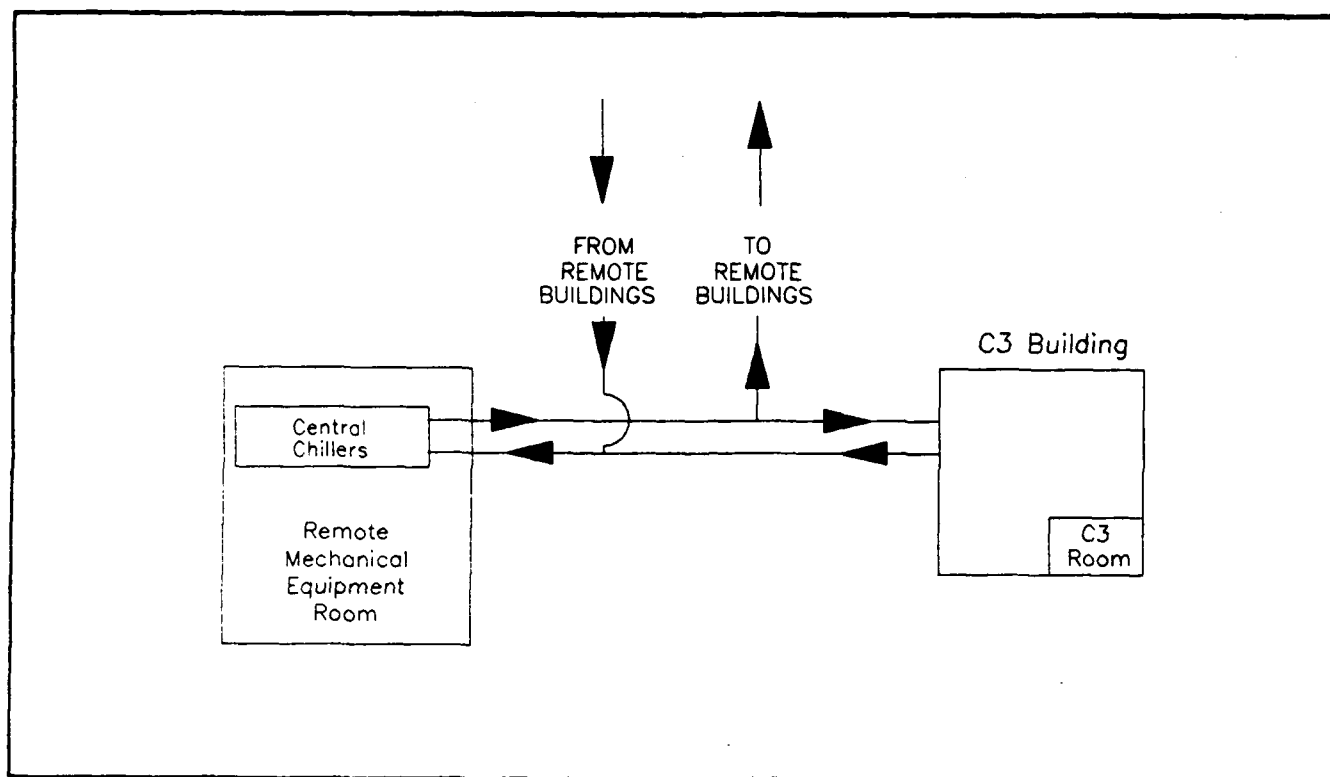 FROM
REMOTE
BUILDINGS
TO
REMOTE
BUILDINGS
C3 Building
Central
Chillers
Remote
Mechanical
Equipment
Room
C3
Room